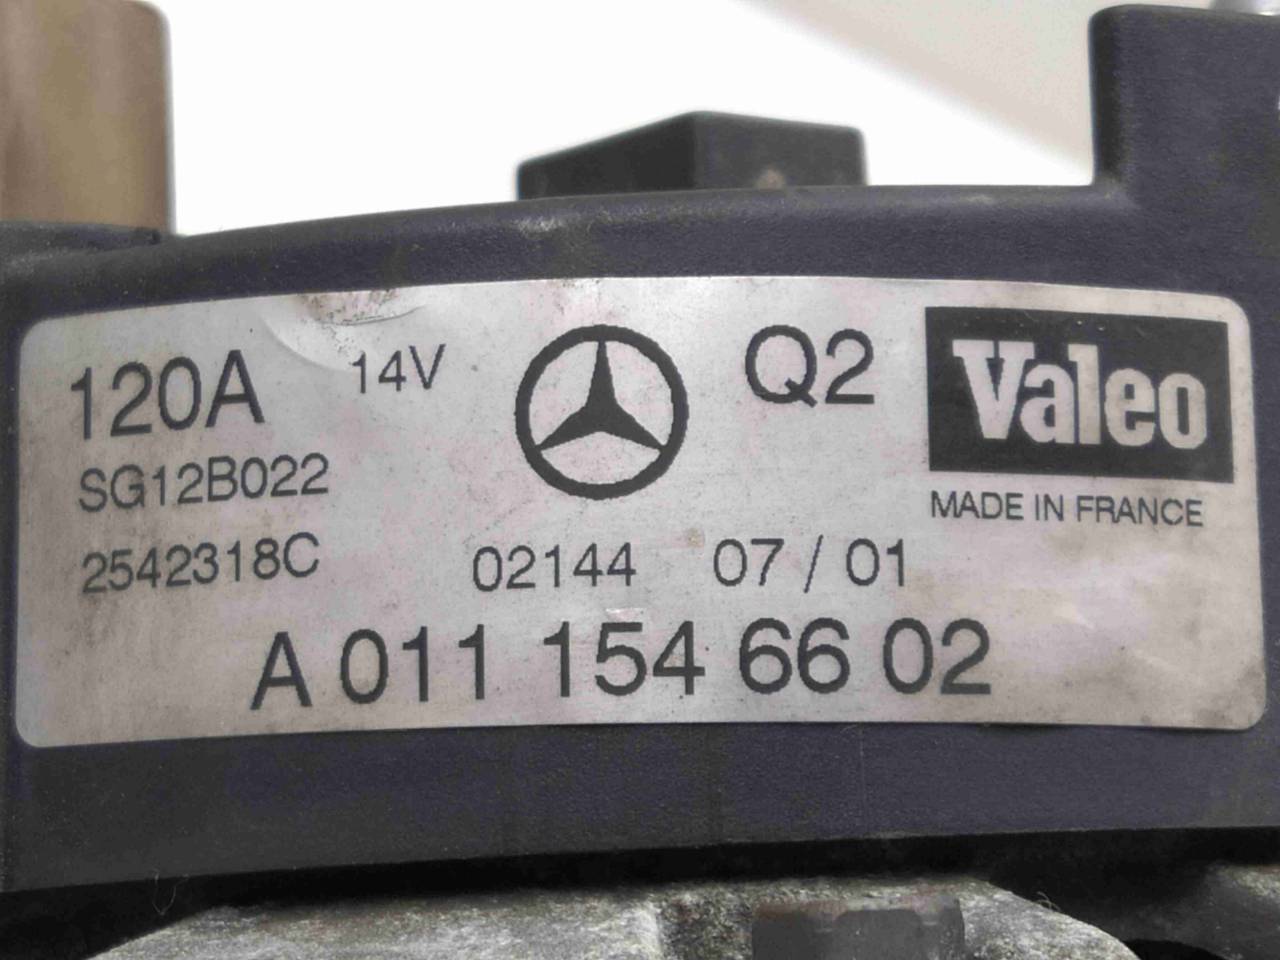 120A 14V Q2 Valeo
SG12B022 MADE IN FRANCE
2542318C 02144 07 / 01
A 011 154 66 02